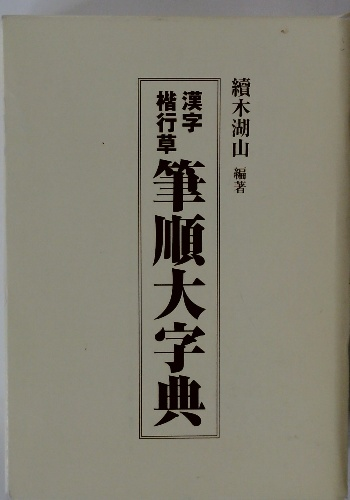 續木湖山 編著
漢字
楷行草
筆順大字典